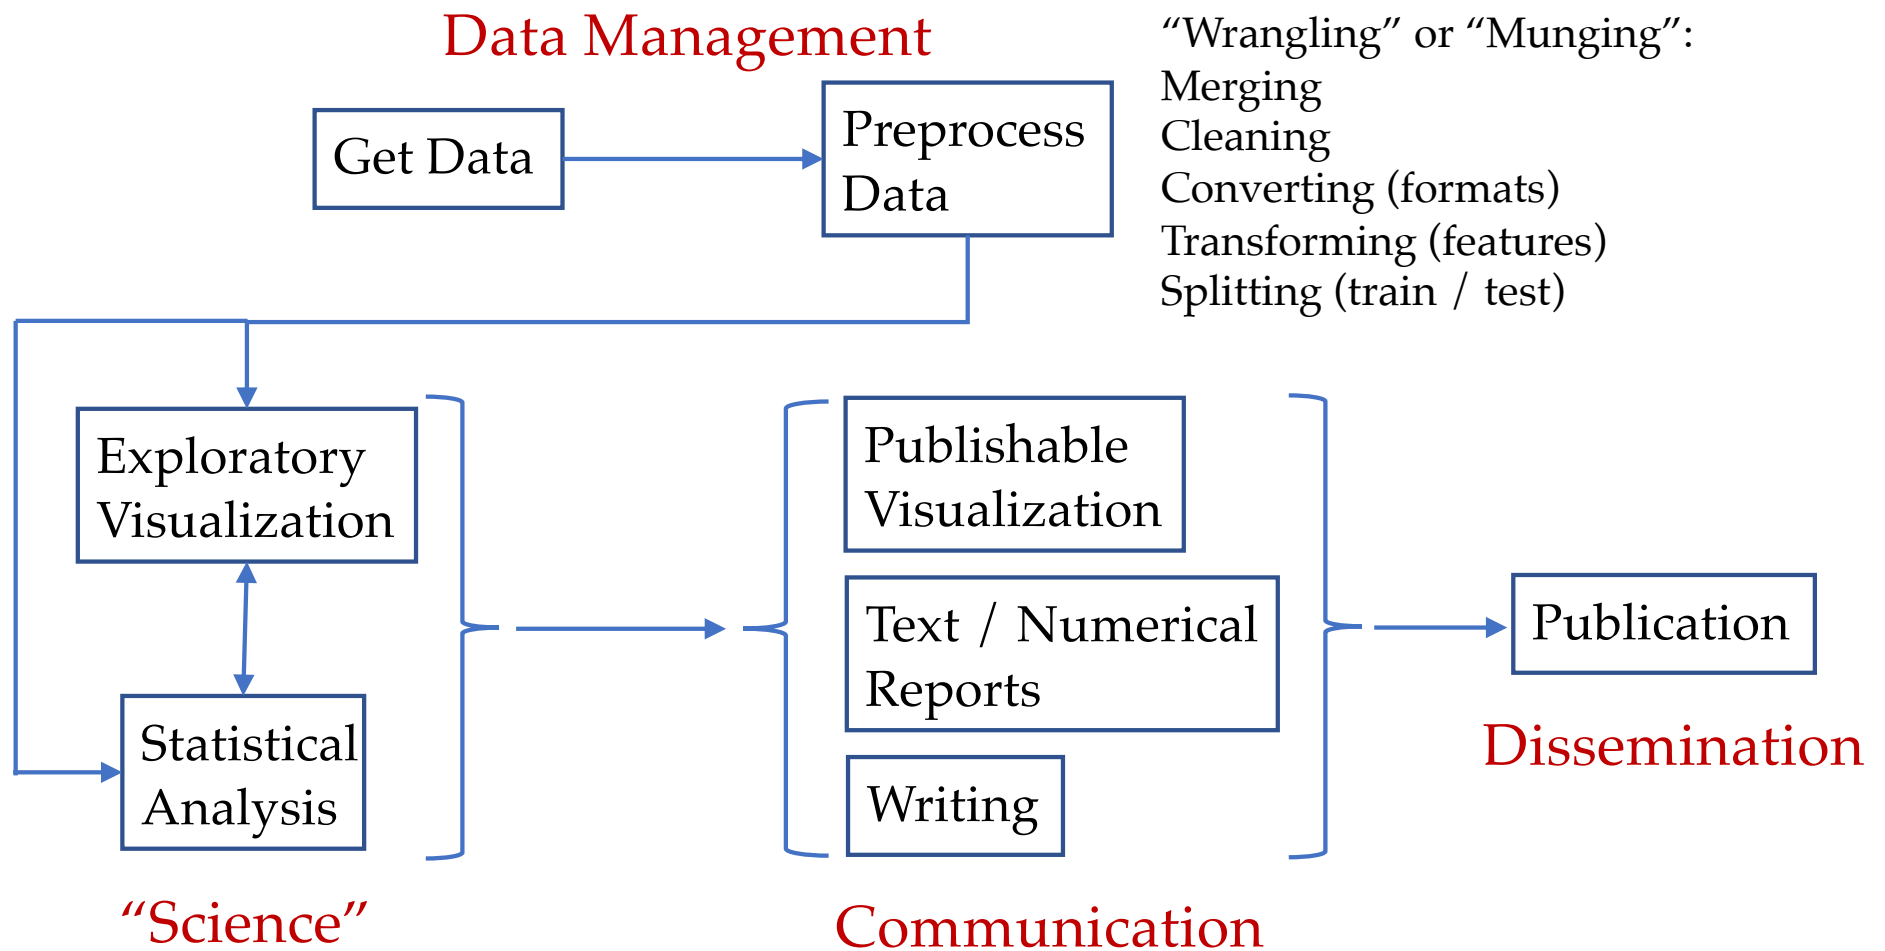 Data Management
“Wrangling” or “Munging”:
Merging
Cleaning
Converting (formats)
Transforming (features)
Splitting (train / test)
Get Data
Preprocess
Data
Exploratory
Visualization
Statistical
Analysis
“Science”
Publishable
Visualization
Text / Numerical
Reports
Writing
Communication
Publication
Dissemination